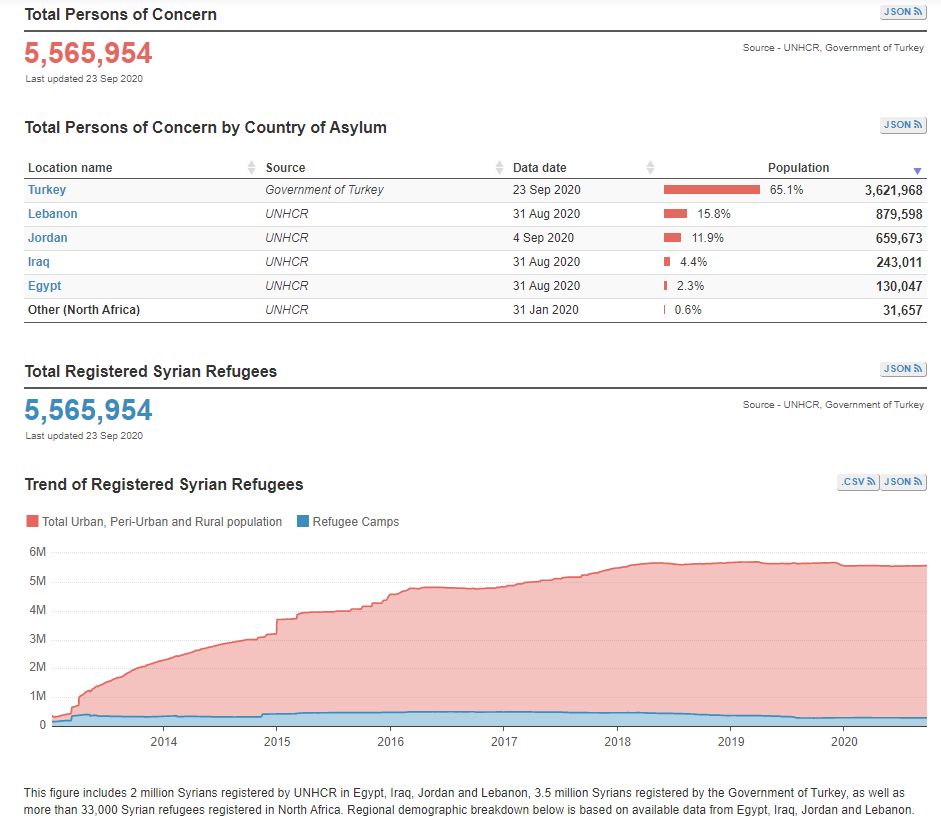 Total Persons of Concern JSON
5,565,954 Source - UNHCR, Government of Turkey
Last updated 23 Sep 2020
Total Persons of Concern by Country of Asylum JSON
Location name Source Data date Population
Turkey Government of Turkey 23 Sep 2020 65.1% 3,621,968
Lebanon UNHCR 31 Aug 2020 15.8% 879,598
Jordan UNHCR 4 Sep 2020 11.9% 659,673
Iraq UNHCR 31 Aug 2020 4.4% 243,011
Egypt UNHCR 31 Aug 2020 2.3% 130,047
Other (North Africa) UNHCR 31 Jan 2020 0.6% 31,657
Total Registered Syrian Refugees JSON
5,565,954 Source - UNHCR, Government of Turkey
Last updated 23 Sep 2020
Trend of Registered Syrian Refugees .CSV JSON
Total Urban, Peri-Urban and Rural population Refugee Camps
6M
5M
4M
3M
2M
1M
0
2014 2015 2016 2017 2018 2019 2020
This figure includes 2 million Syrians registered by UNHCR in Egypt, Iraq, Jordan and Lebanon, 3.5 million Syrians registered by the Government of Turkey, as well as
more than 33,000 Syrian refugees registered in North Africa. Regional demographic breakdown below is based on available data from Egypt, Iraq, Jordan and Lebanon.